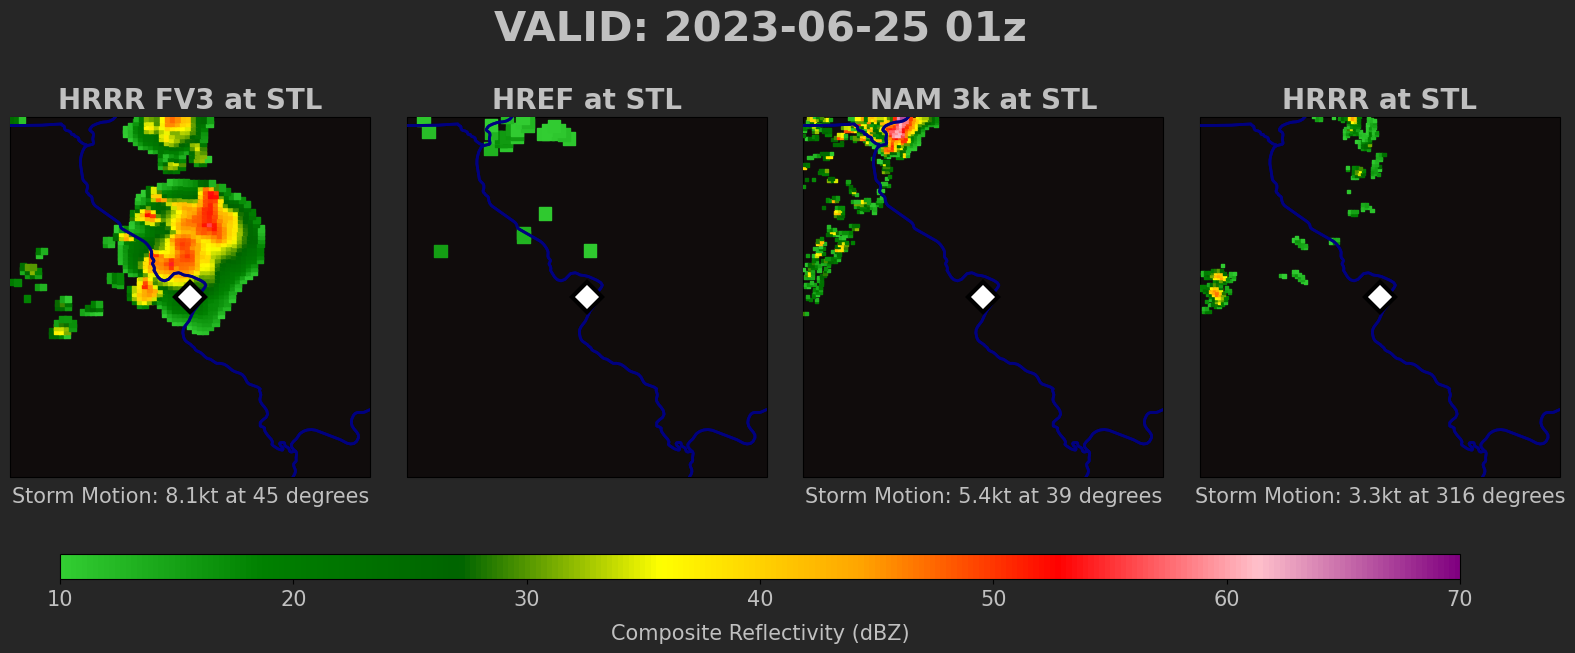 VALID: 2023-06-25 01z
HRRR FV3 at STL
HREF at STL
NAM 3k at STL
HRRR at STL
Storm Motion: 8.1kt at 45 degrees
Storm Motion: 5.4kt at 39 degrees
Storm Motion: 3.3kt at 316 degrees
10 20 30 40 50 60 70
Composite Reflectivity (dBZ)